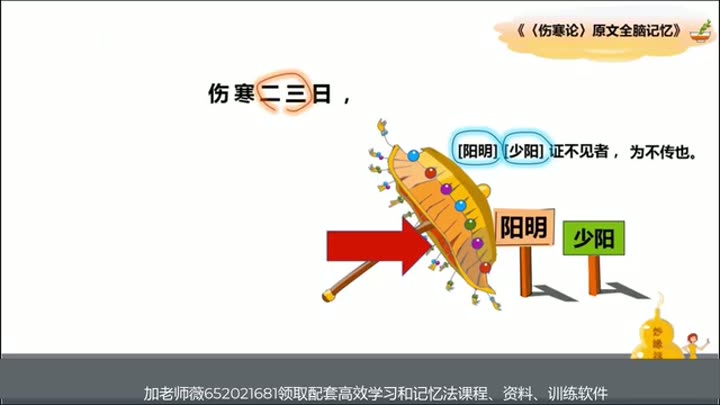 《〈伤寒论〉原文全脑记忆》
伤寒二三日，
[阳明] [少阳] 证不见者，为不传也。
阳明
少阳
加老师薇652021681领取配套高效学习和记忆法课程、资料、训练软件